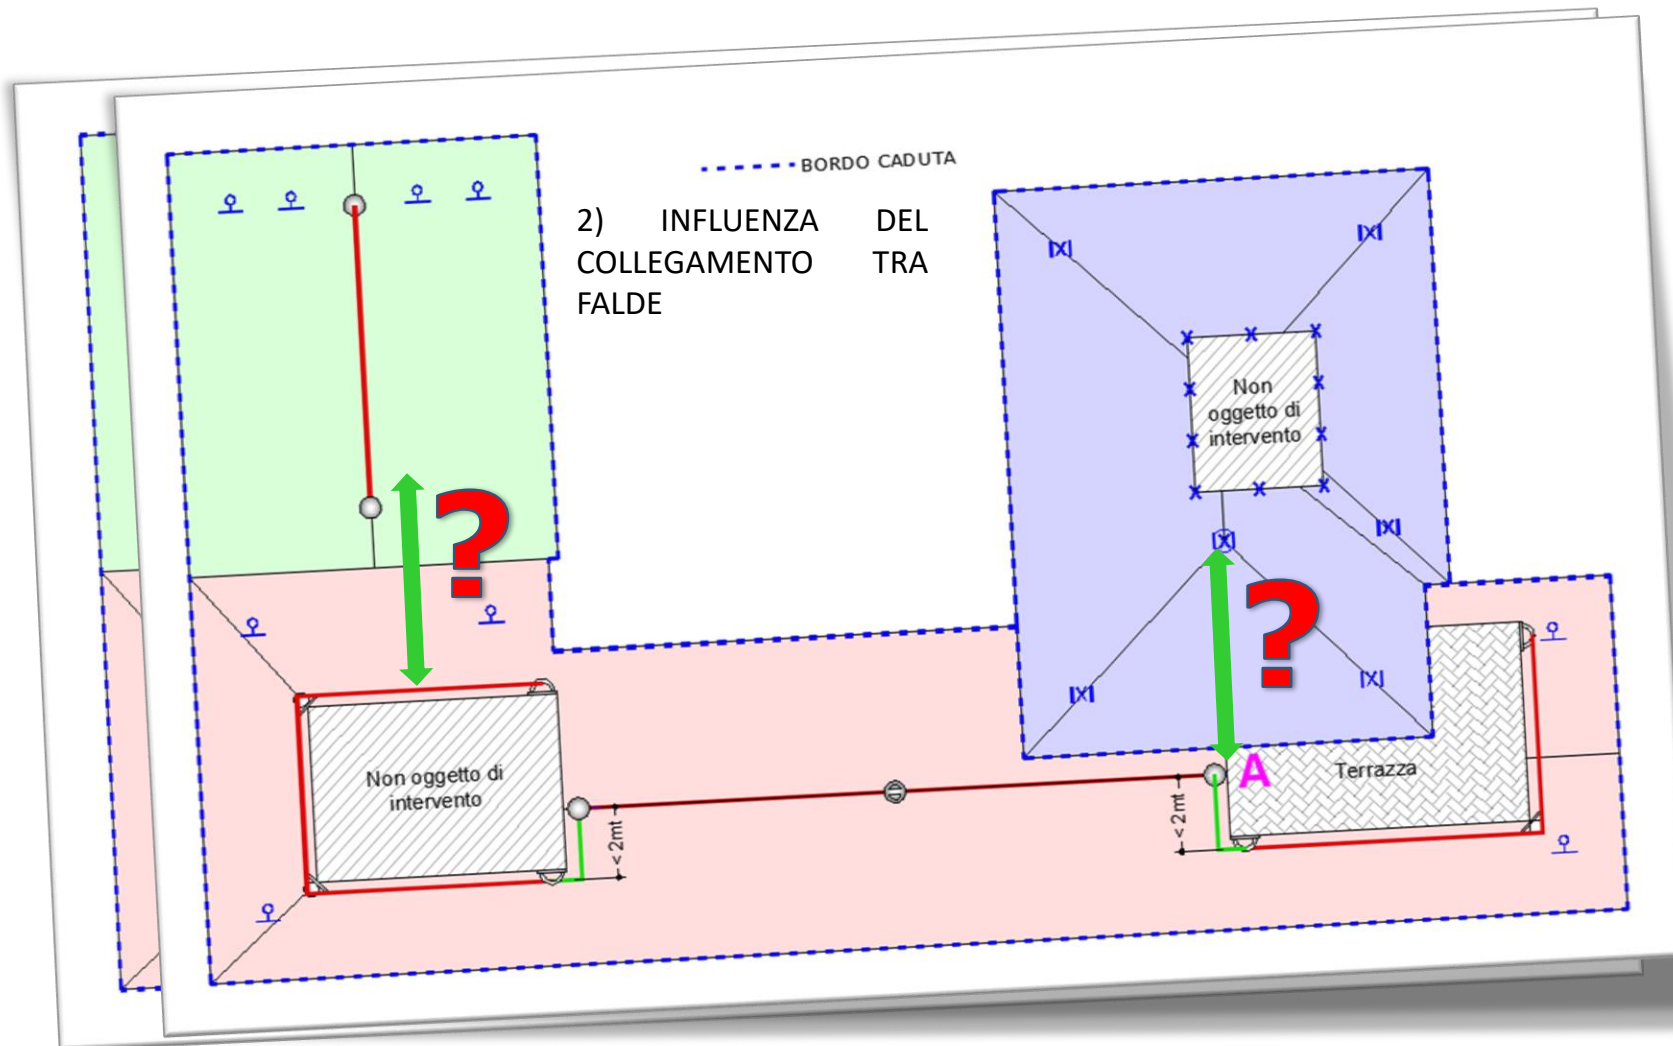 BORDO CADUTA
2) INFLUENZA DEL
COLLEGAMENTO TRA
FALDE
Non
oggetto di
intervento
?
?
A
Terrazza
Non oggetto di
intervento
<2mt
<2mt